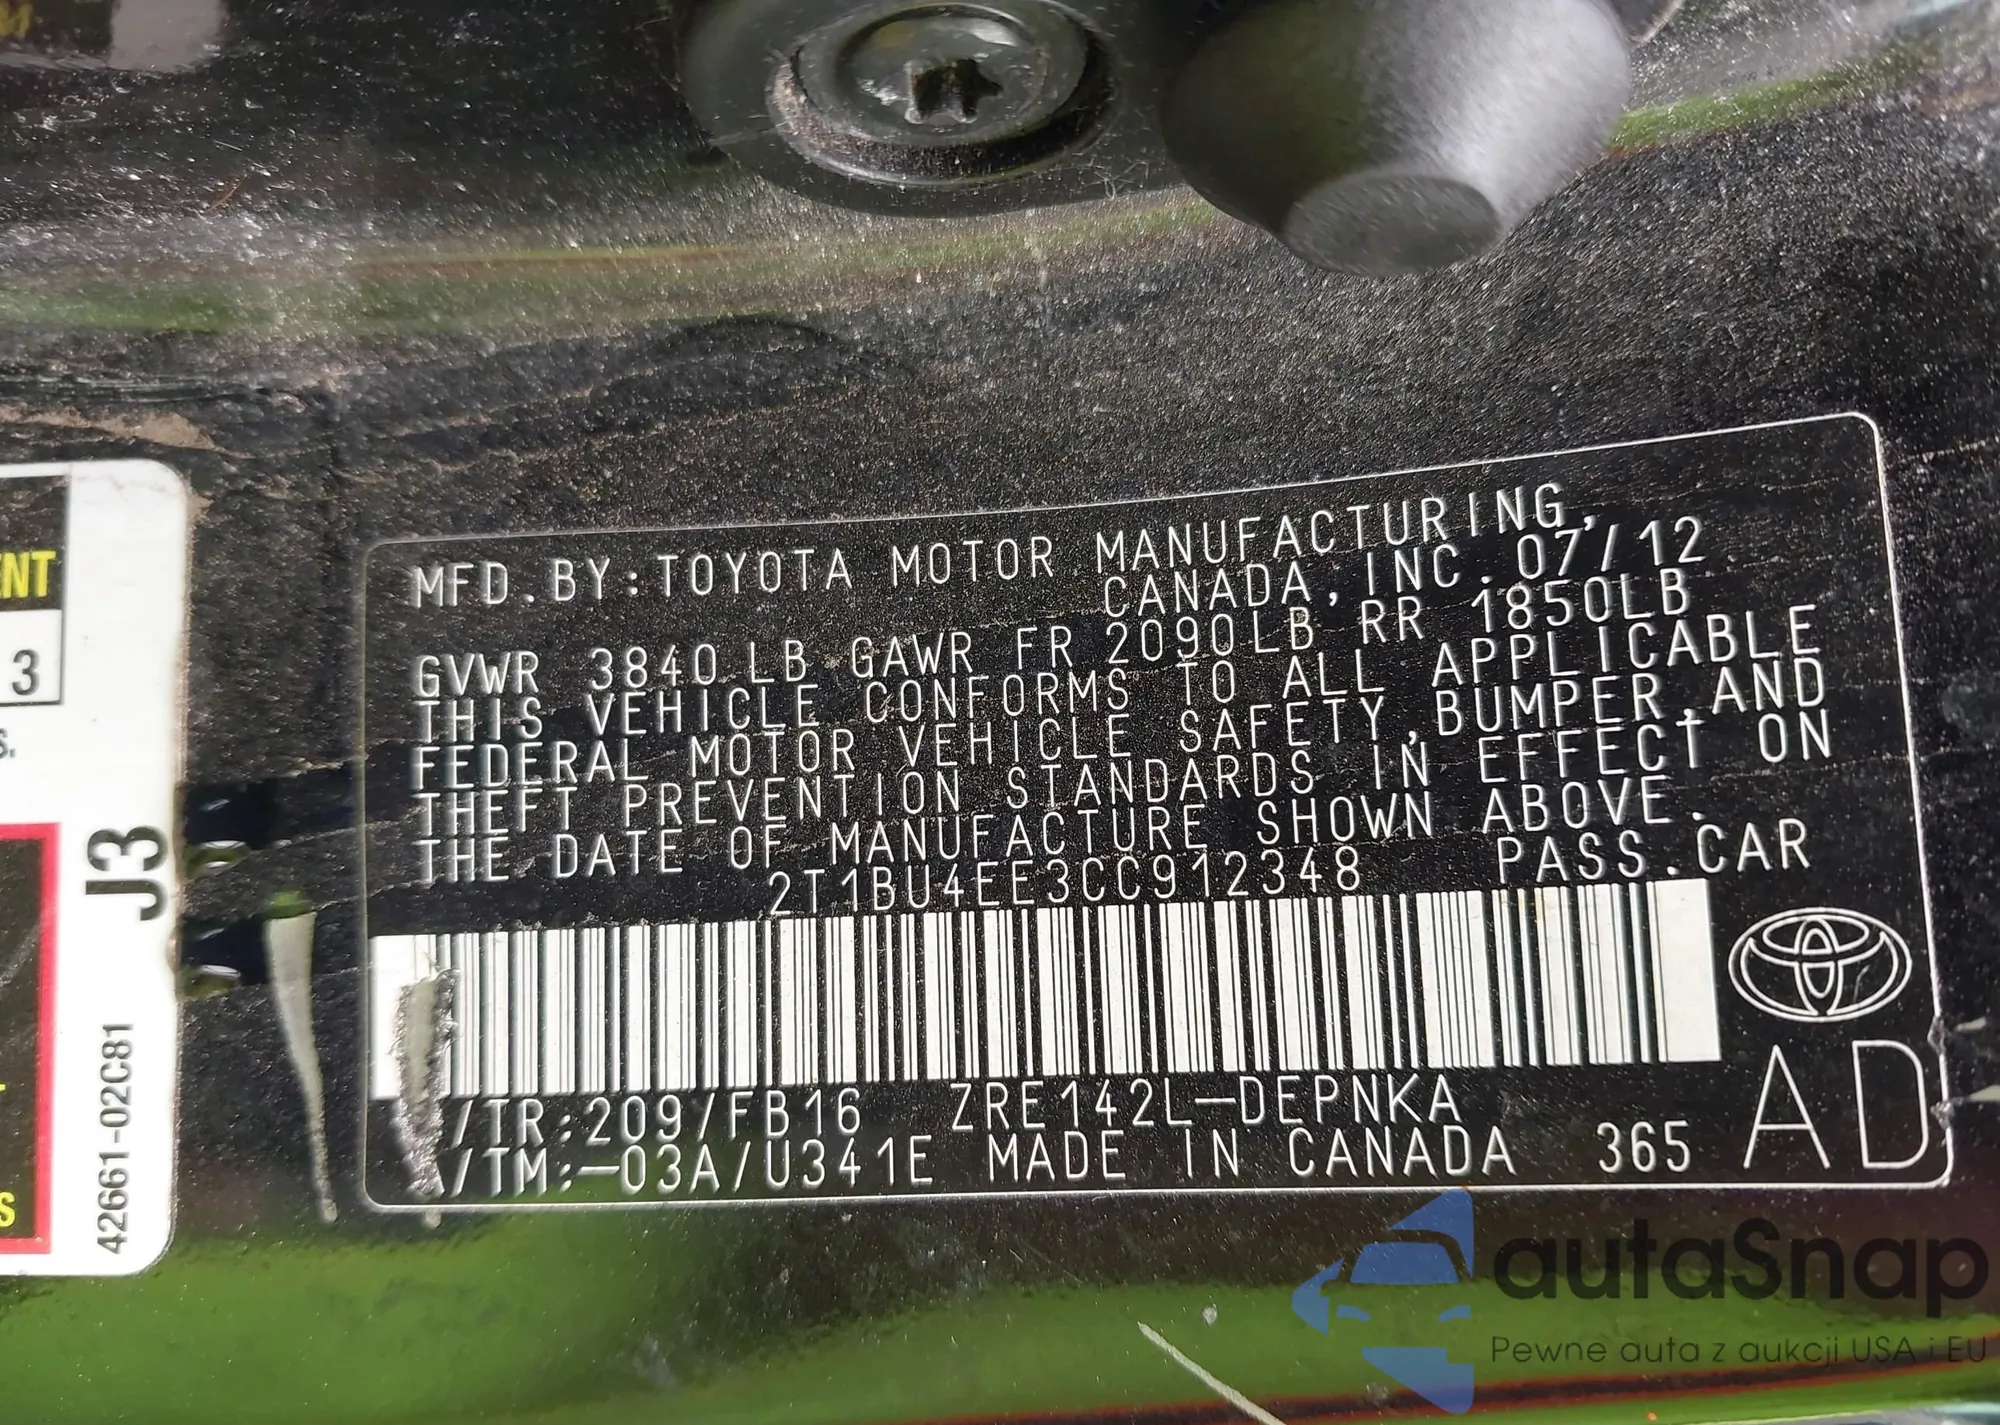 MFD.BY:TOYOTA MOTOR MANUFACTURING,
CANADA,INC. 07/12
GVWR 3840LB GAWR FR 2090LB RR 1850LB
THIS VEHICLE CONFORMS TO ALL APPLICABLE
FEDERAL MOTOR VEHICLE SAFETY,BUMPER,AND
THEFT PREVENTION STANDARDS IN EFFECT ON
THE DATE OF MANUFACTURE SHOWN ABOVE.
2T1BU4EE3CC912348 PASS.CAR
/TR:209/FB16 ZRE142L-DEPNKA
/TM:-03A/U341E MADE IN CANADA 365
AD
3
J3
42661-02C81
autaSnap
Pewne auta z aukcji USA i EU